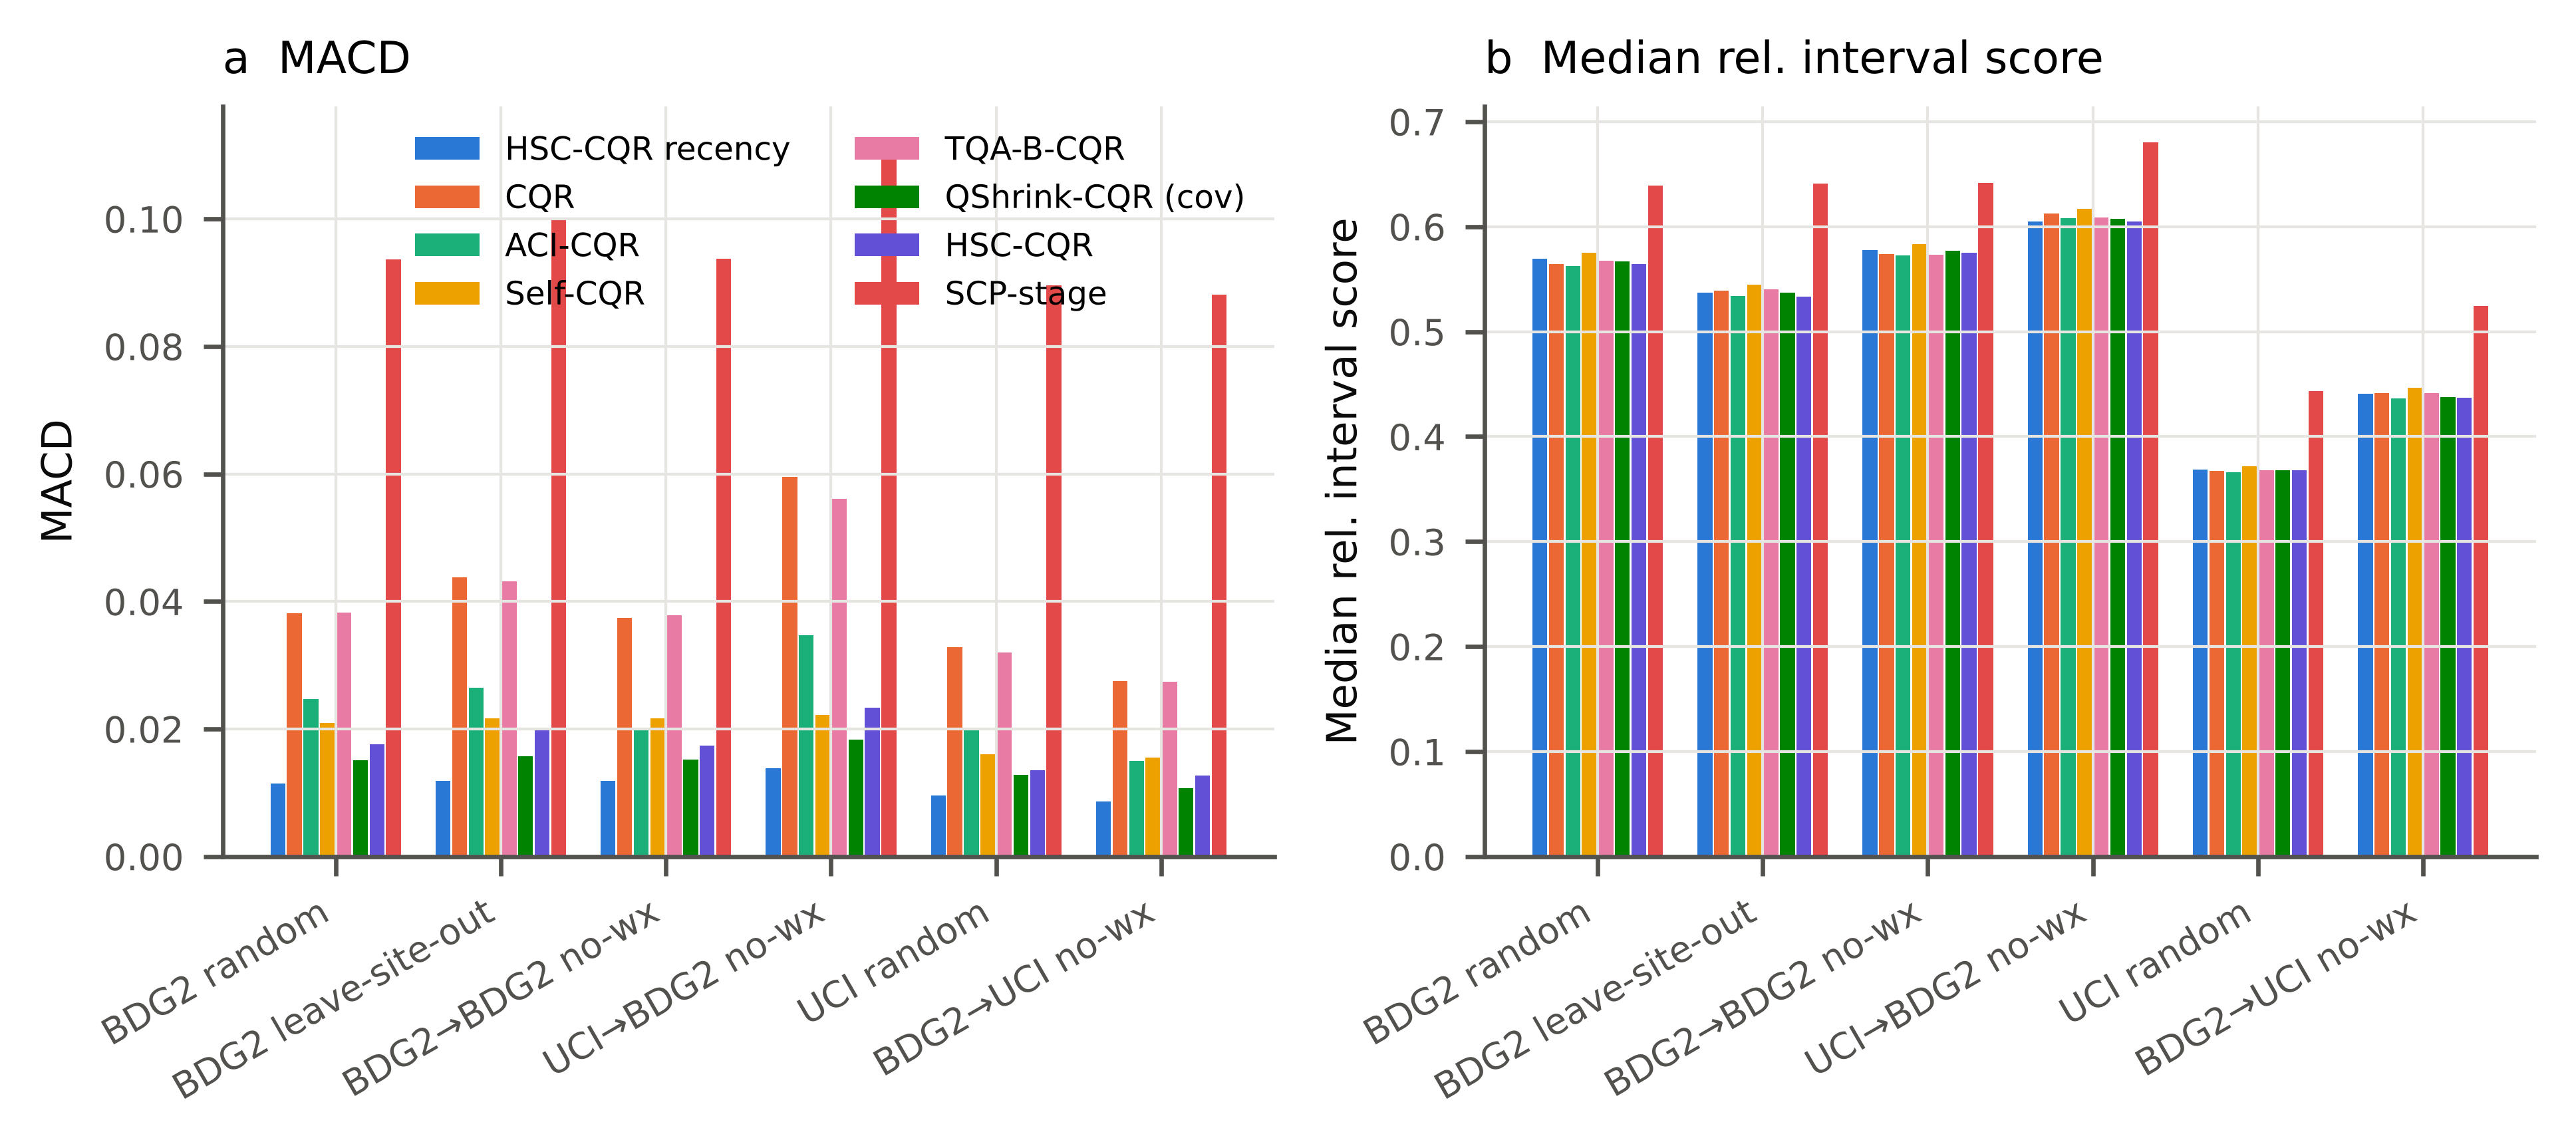 a MACD
HSC-CQR recency
CQR
ACI-CQR
Self-CQR
TQA-B-CQR
QShrink-CQR (cov)
HSC-CQR
SCP-stage
MACD
0.10
0.08
0.06
0.04
0.02
0.00
BDG2 random
BDG2 leave-site-out
BDG2→BDG2 no-wx
UCI→BDG2 no-wx
UCI random
BDG2→UCI no-wx
b Median rel. interval score
Median rel. interval score
0.7
0.6
0.5
0.4
0.3
0.2
0.1
0.0
BDG2 random
BDG2 leave-site-out
BDG2→BDG2 no-wx
UCI→BDG2 no-wx
UCI random
BDG2→UCI no-wx